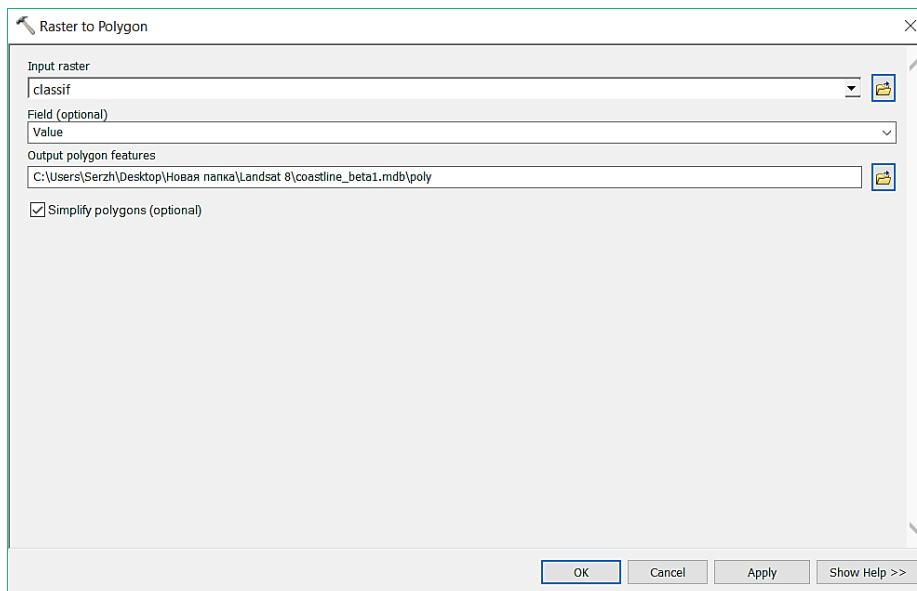 Raster to Polygon
Input raster
classif
Field (optional)
Value
Output polygon features
C:\Users\Serzh\Desktop\Новая папка\Landsat 8\coastline_beta1.mdb\poly
Simplify polygons (optional)
OK Cancel Apply Show Help >>